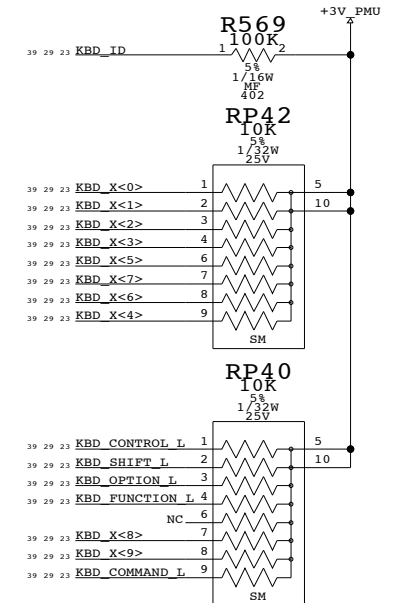 +3V_PMU
R569
100K
39 29 23 KBD_ID 1 2
5%
1/16W
MF
402
RP42
10K
5%
1/32W
25V
39 29 23 KBD_X<0> 1 5
39 29 23 KBD_X<1> 2 10
39 29 23 KBD_X<2> 3
39 29 23 KBD_X<3> 4
39 29 23 KBD_X<5> 6
39 29 23 KBD_X<7> 7
39 29 23 KBD_X<6> 8
39 29 23 KBD_X<4> 9
SM
RP40
10K
5%
1/32W
25V
39 29 23 KBD_CONTROL_L 1 5
39 29 23 KBD_SHIFT_L 2 10
39 29 23 KBD_OPTION_L 3
39 29 23 KBD_FUNCTION_L 4
NC 6
39 29 23 KBD_X<8> 7
39 29 23 KBD_X<9> 8
39 29 23 KBD_COMMAND_L 9
SM